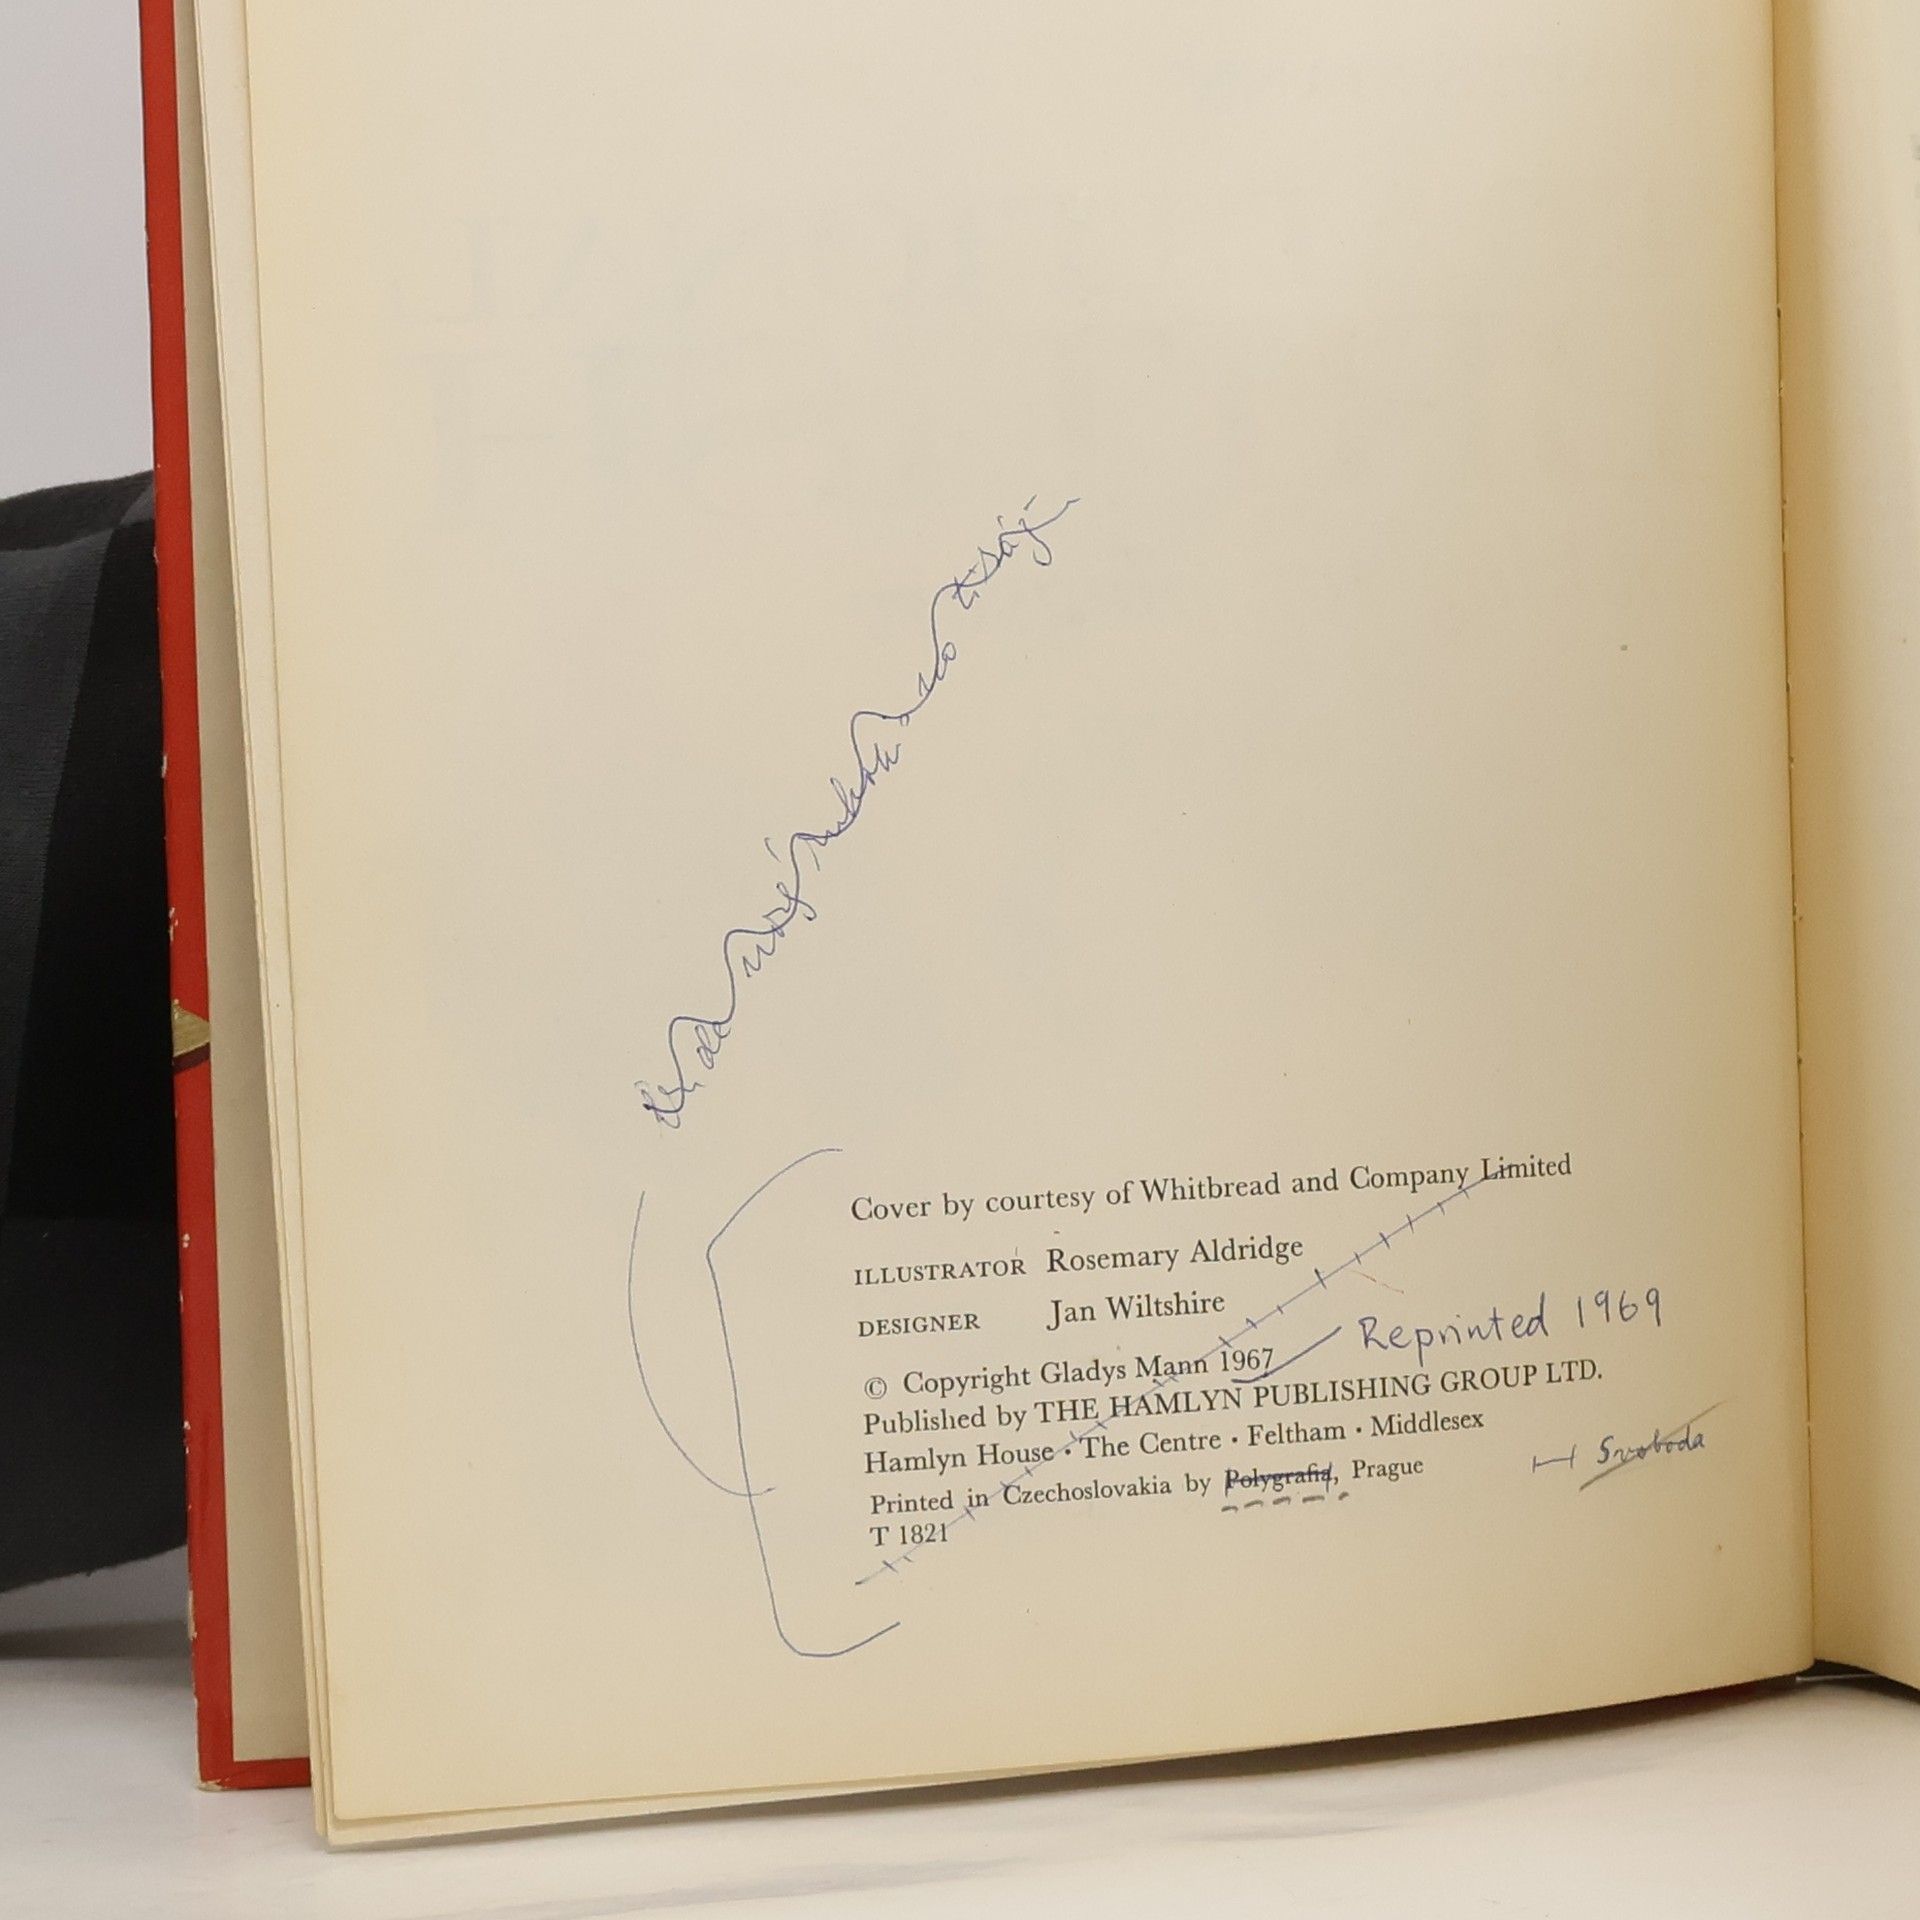 Cover by courtesy of Whitbread and Company Limited
ILLUSTRATOR Rosemary Aldridge
DESIGNER Jan Wiltshire
© Copyright Gladys Mann 1967 Reprinted 1969
Published by THE HAMLYN PUBLISHING GROUP LTD.
Hamlyn House · The Centre · Feltham · Middlesex
Printed in Czechoslovakia by Polygrafia, Prague Svoboda
T 1821